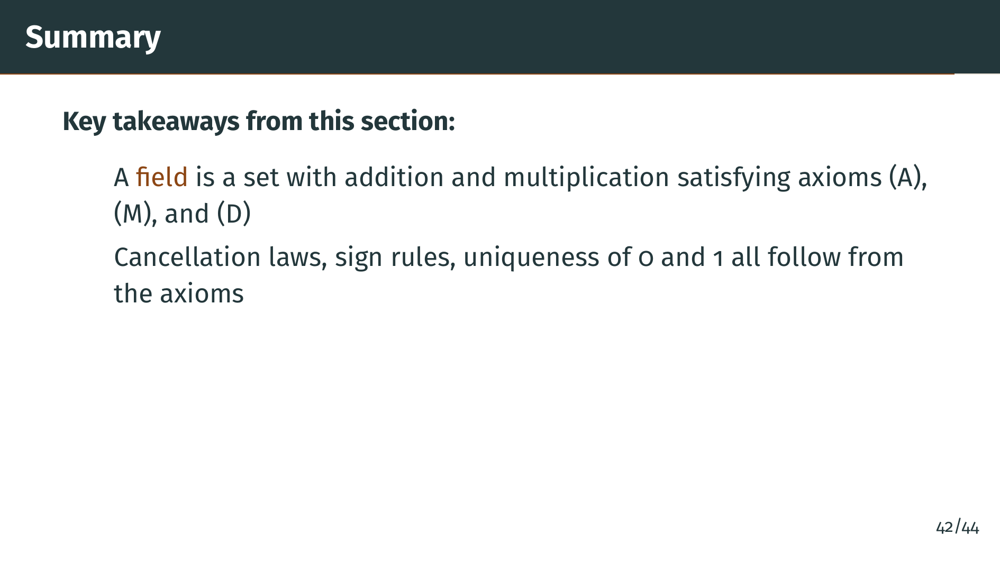 Summary
Key takeaways from this section:
A field is a set with addition and multiplication satisfying axioms (A),
(M), and (D)
Cancellation laws, sign rules, uniqueness of 0 and 1 all follow from
the axioms
42/44